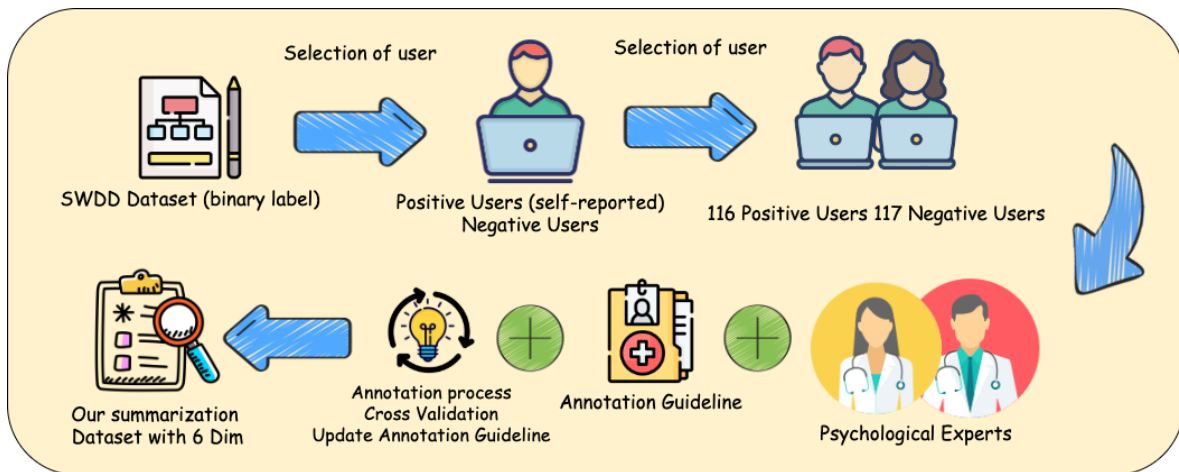 Selection of user
Selection of user
SWDD Dataset (binary label)
Positive Users (self-reported)
Negative Users
116 Positive Users 117 Negative Users
Our summarization
Dataset with 6 Dim
Annotation process
Cross Validation
Update Annotation Guideline
Annotation Guideline
Psychological Experts